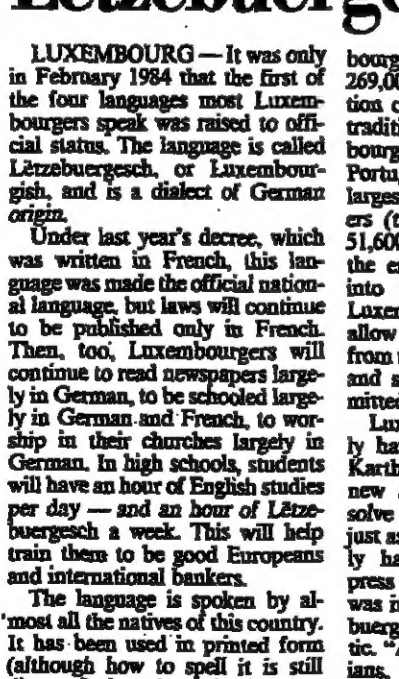 Letzebuerge
LUXEMBOURG — It was only
in February 1984 that the first of
the four languages most Luxem-
bourgers speak was raised to offi-
cial status. The language is called
Lëtzebuergesch, or Luxembour-
gish, and is a dialect of German
origin.
Under last year's decree, which
was written in French, this lan-
guage was made the official nation-
al language, but laws will continue
to be published only in French.
Then, too, Luxembourgers will
continue to read newspapers large-
ly in German, to be schooled large-
ly in German and French, to wor-
ship in their churches largely in
German. In high schools, students
will have an hour of English studies
per day — and an hour of Lëtze-
buergesch a week. This will help
train them to be good Europeans
and international bankers.
The language is spoken by al-
most all the natives of this country.
It has been used in printed form
(although how to spell it is still
bourg
269,00
tion o
traditi
bourg
Portu
larges
ers (t
51,600
the e
into
Luxe
allow
from
and s
mitted
Lu
ly ha
Karth
new
solve
just as
ly ha
press
was i
buerg
tic. "A
ians.